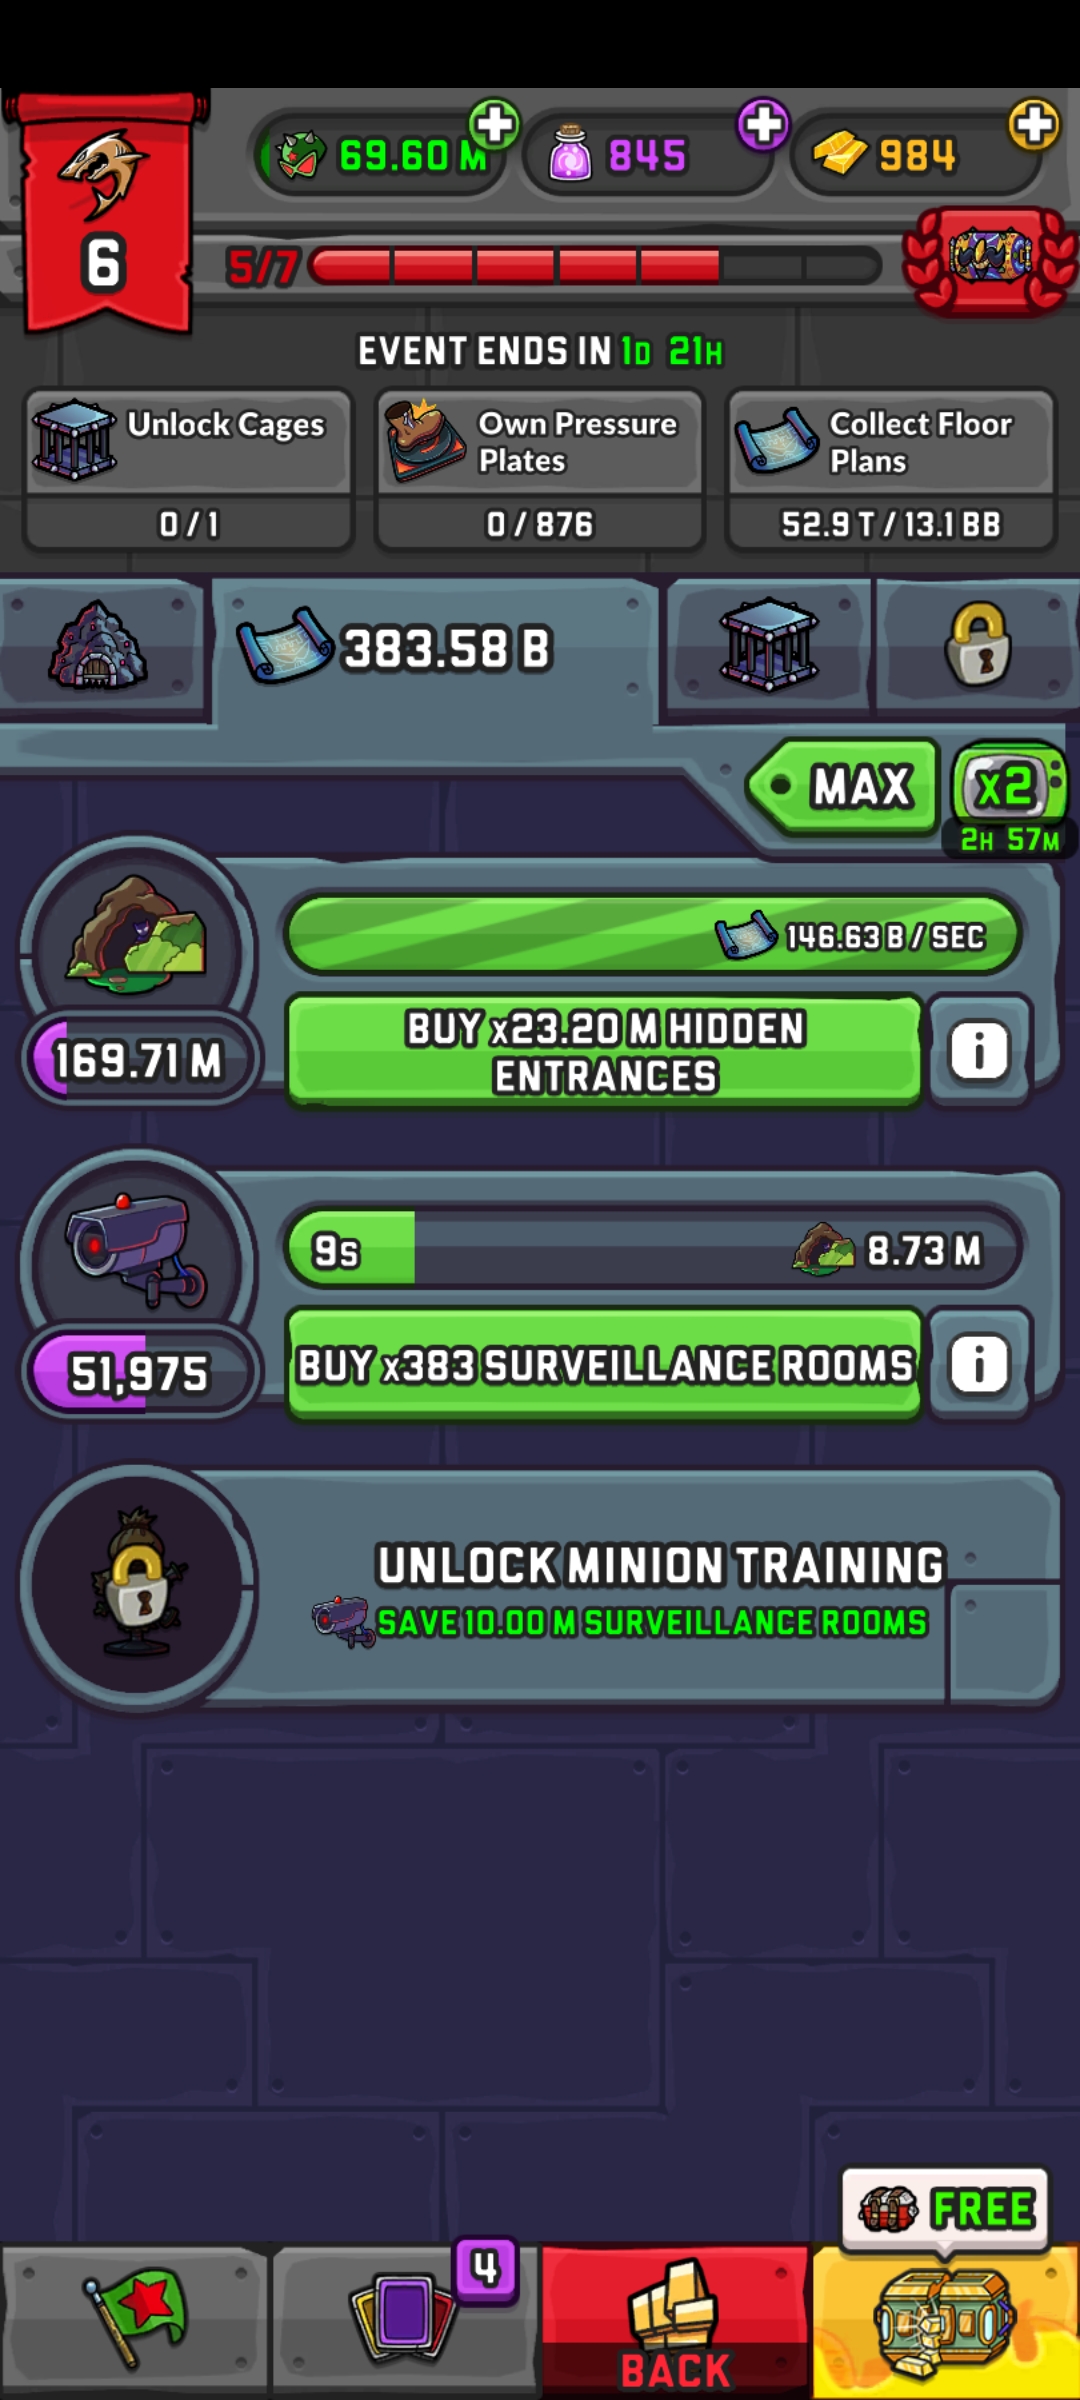 69.60 M
845
984
6
5/7
EVENT ENDS IN 1D 21H
Unlock Cages
0 / 1
Own Pressure
Plates
0 / 876
Collect Floor
Plans
52.9 T / 13.1 BB
383.58 B
MAX
x2
2H 57M
146.63 B / SEC
169.71 M
BUY x23.20 M HIDDEN
ENTRANCES
i
9s
8.73 M
51,975
BUY x383 SURVEILLANCE ROOMS
i
UNLOCK MINION TRAINING
SAVE 10.00 M SURVEILLANCE ROOMS
FREE
4
BACK